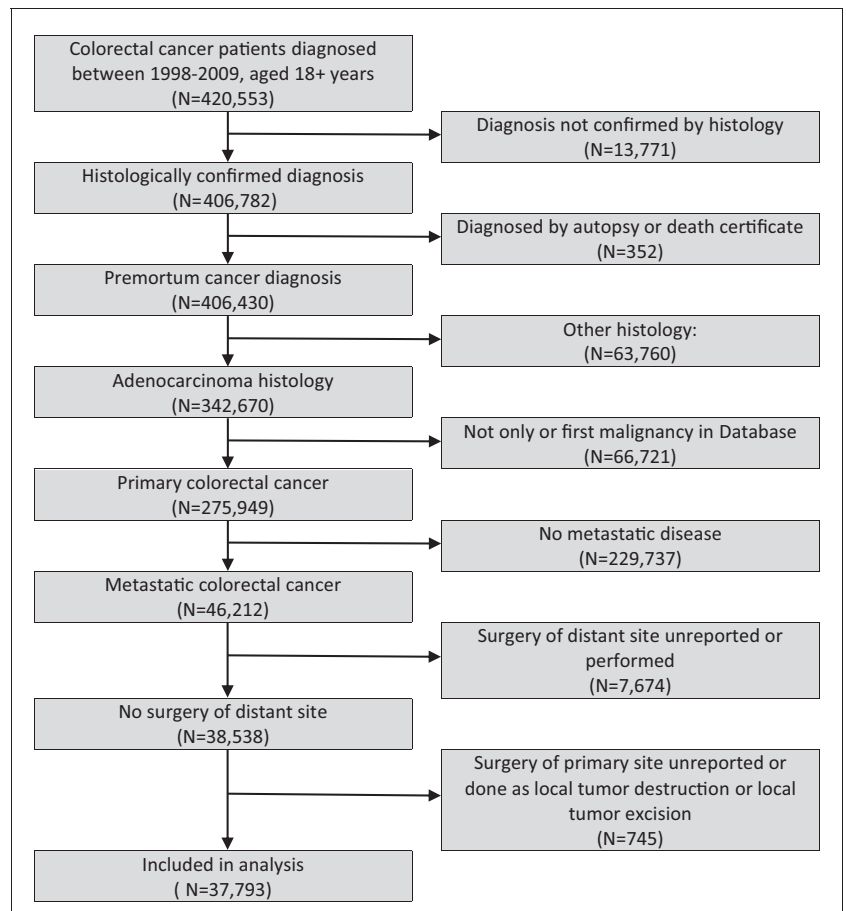 Colorectal cancer patients diagnosed
between 1998-2009, aged 18+ years
(N=420,553)
Diagnosis not confirmed by histology
(N=13,771)
Histologically confirmed diagnosis
(N=406,782)
Diagnosed by autopsy or death certificate
(N=352)
Premortum cancer diagnosis
(N=406,430)
Other histology:
(N=63,760)
Adenocarcinoma histology
(N=342,670)
Not only or first malignancy in Database
(N=66,721)
Primary colorectal cancer
(N=275,949)
No metastatic disease
(N=229,737)
Metastatic colorectal cancer
(N=46,212)
Surgery of distant site unreported or
performed
(N=7,674)
No surgery of distant site
(N=38,538)
Surgery of primary site unreported or
done as local tumor destruction or local
tumor excision
(N=745)
Included in analysis
( N=37,793)